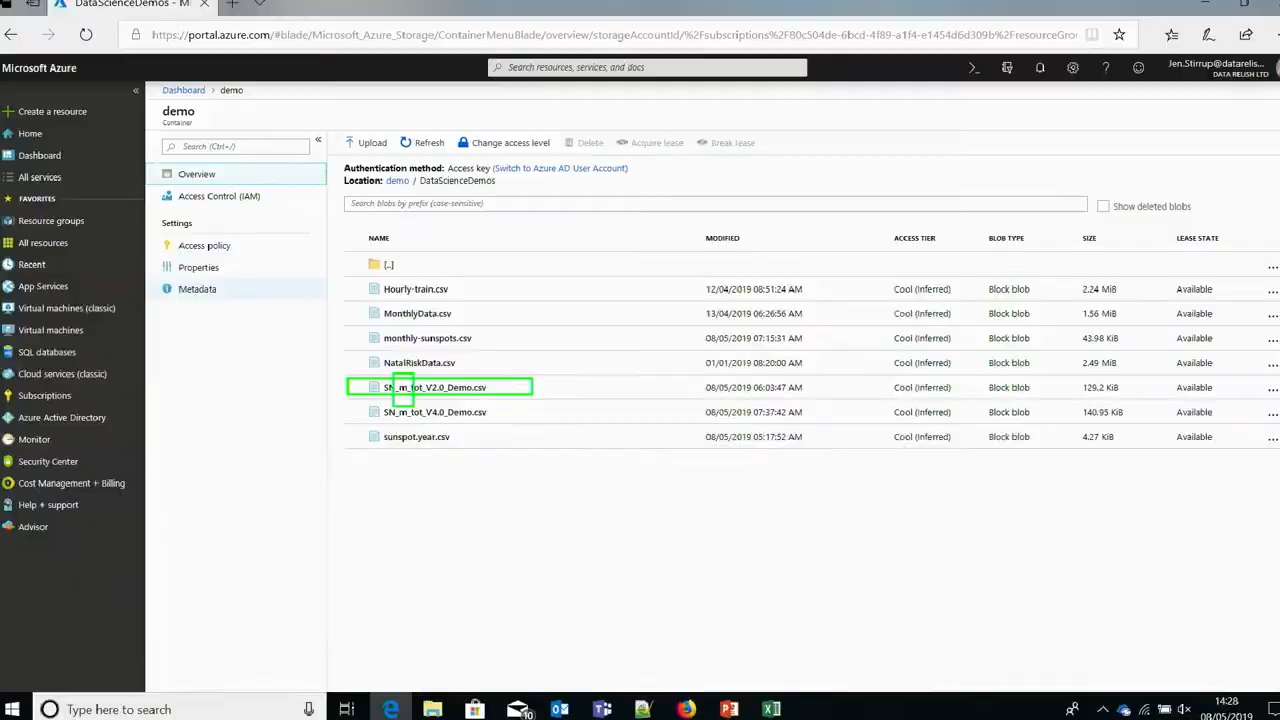 DataScienceDemos - M
https://portal.azure.com/#blade/Microsoft_Azure_Storage/ContainerMenuBlade/overview/storageAccountId/%2Fsubscriptions%2F80c504de-6bcd-4f89-a1f4-e1454d6d309b%2FresourceGro
Microsoft Azure
Search resources, services, and docs
Jen.Stirrup@datarelis...
DATA RELISH LTD
Create a resource
Home
Dashboard
All services
FAVORITES
Resource groups
All resources
Recent
App Services
Virtual machines (classic)
Virtual machines
SQL databases
Cloud services (classic)
Subscriptions
Azure Active Directory
Monitor
Security Center
Cost Management + Billing
Help + support
Advisor
Dashboard > demo
demo
Container
Search (Ctrl+/)
Overview
Access Control (IAM)
Settings
Access policy
Properties
Metadata
Upload Refresh Change access level Delete Acquire lease Break lease
Authentication method: Access key (Switch to Azure AD User Account)
Location: demo / DataScienceDemos
Search blobs by prefix (case-sensitive)
Show deleted blobs
NAME MODIFIED ACCESS TIER BLOB TYPE SIZE LEASE STATE
[..] ...
Hourly-train.csv 12/04/2019 08:51:24 AM Cool (Inferred) Block blob 2.24 MiB Available ...
MonthlyData.csv 13/04/2019 06:26:56 AM Cool (Inferred) Block blob 1.56 MiB Available ...
monthly-sunspots.csv 08/05/2019 07:15:31 AM Cool (Inferred) Block blob 43.98 KiB Available ...
NatalRiskData.csv 01/01/2019 08:20:00 AM Cool (Inferred) Block blob 2.49 MiB Available ...
SN_m_tot_V2.0_Demo.csv 08/05/2019 06:03:47 AM Cool (Inferred) Block blob 129.2 KiB Available ...
SN_m_tot_V4.0_Demo.csv 08/05/2019 07:37:42 AM Cool (Inferred) Block blob 140.95 KiB Available ...
sunspot.year.csv 08/05/2019 05:17:52 AM Cool (Inferred) Block blob 4.27 KiB Available ...
Type here to search
10
14:28
08/05/2019